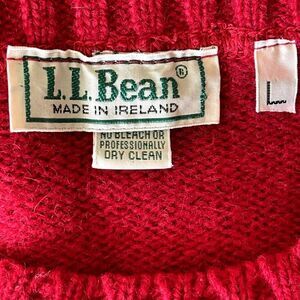 L.L.Bean®
MADE IN IRELAND
L
NO BLEACH OR
PROFESSIONALLY
DRY CLEAN